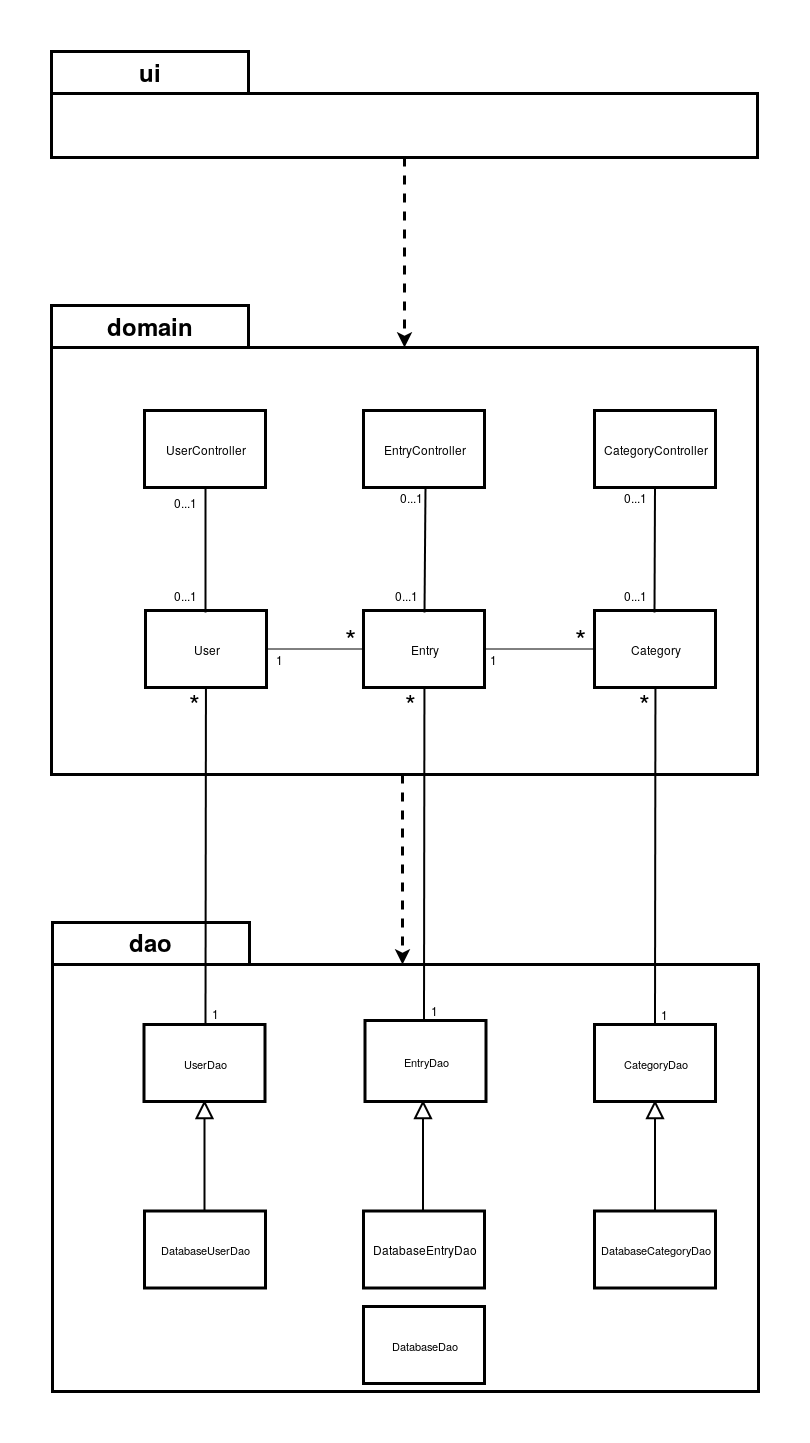 ui
domain
UserController
EntryController
CategoryController
0...1
0...1
0...1
0...1
0...1
0...1
User
1
*
Entry
1
*
Category
*
*
*
dao
1
1
1
UserDao
EntryDao
CategoryDao
DatabaseUserDao
DatabaseEntryDao
DatabaseCategoryDao
DatabaseDao